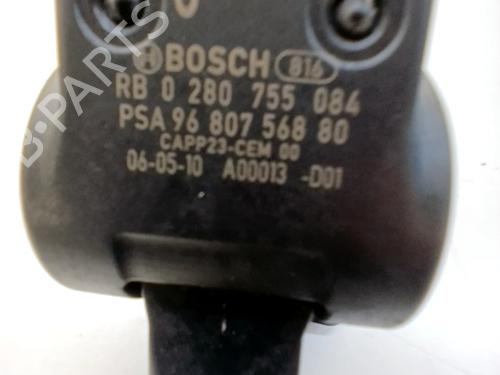 BOSCH 816
RB 0 280 755 084
PSA 96 807 568 80
CAPP23-CEM 00
06-05-10 A00013 -D01
B-PARTS